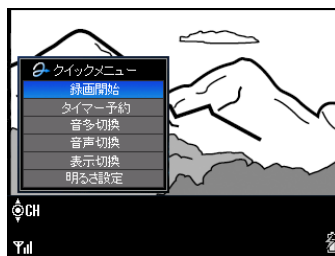 クイックメニュー
録画開始
タイマー予約
音多切換
音声切換
表示切換
明るさ設定
CH